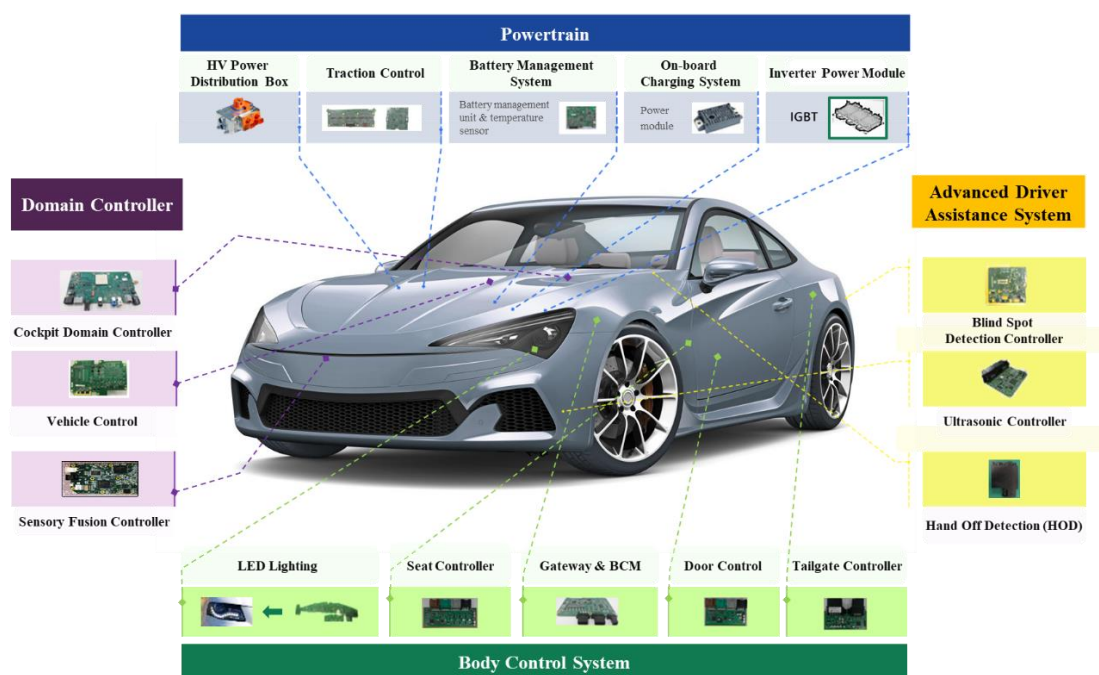 Powertrain
HV Power
Distribution Box
Traction Control
Battery Management
System
On-board
Charging System
Inverter Power Module
Battery management
unit & temperature
sensor
Power
module
IGBT
Domain Controller
Advanced Driver
Assistance System
Cockpit Domain Controller
Blind Spot
Detection Controller
Vehicle Control
Ultrasonic Controller
Sensory Fusion Controller
Hand Off Detection (HOD)
LED Lighting
Seat Controller
Gateway & BCM
Door Control
Tailgate Controller
Body Control System